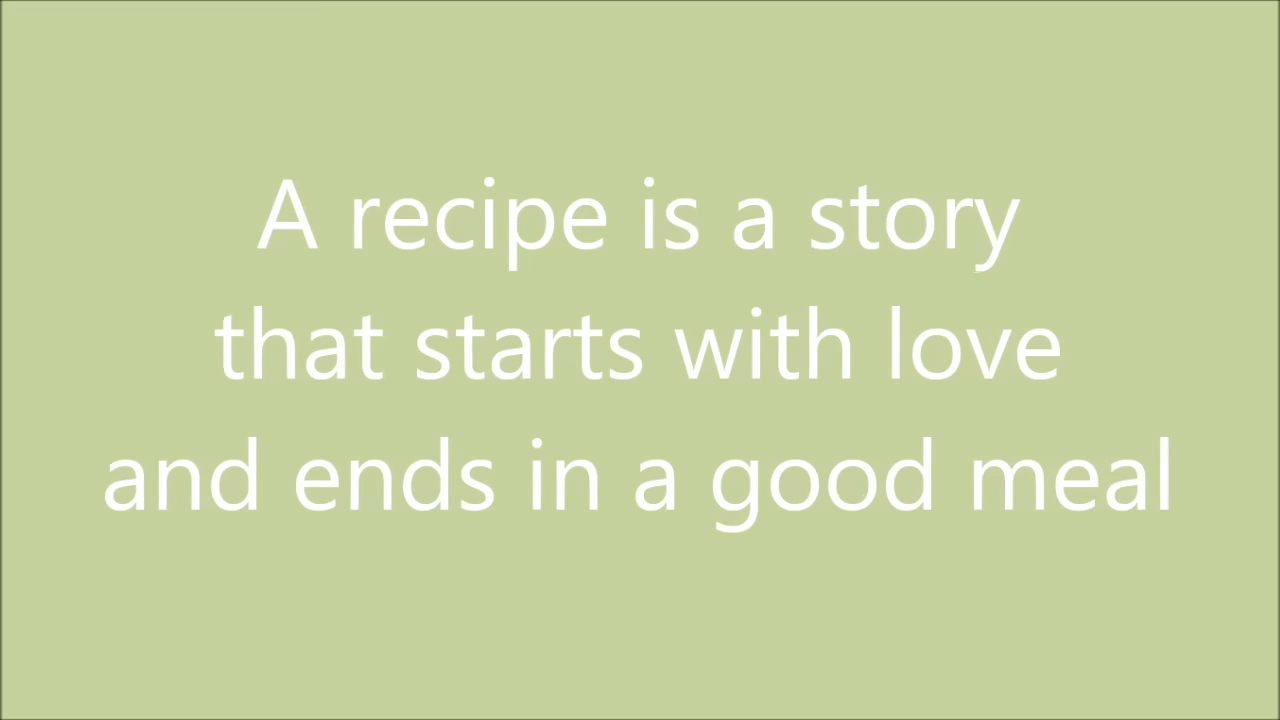 A recipe is a story
that starts with love
and ends in a good meal